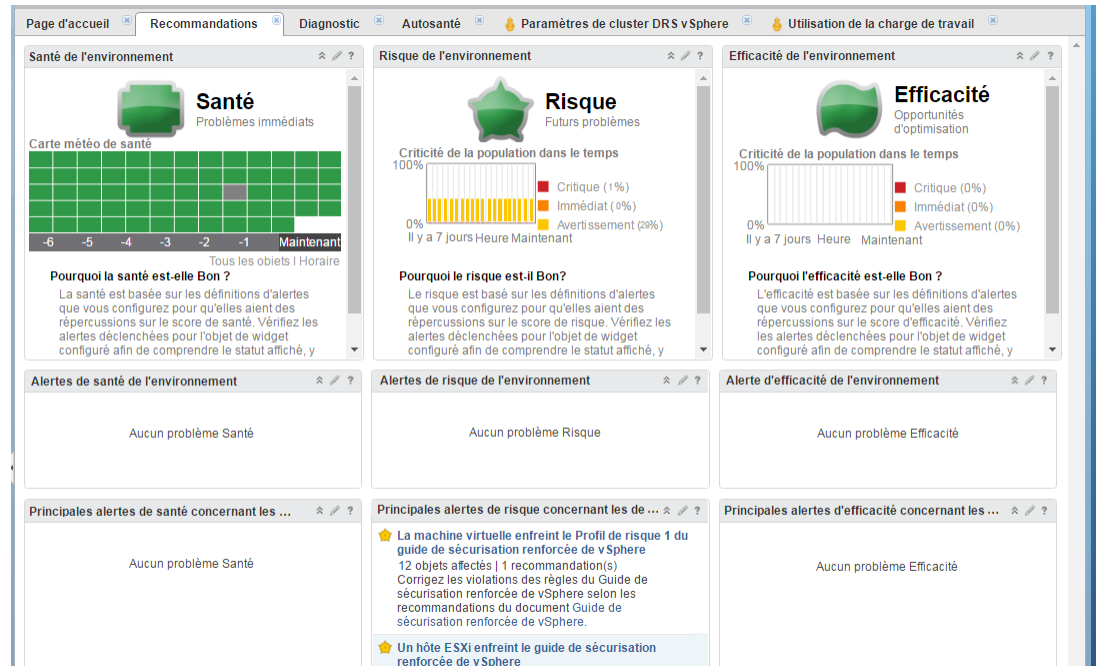 Page d'accueil
Recommandations
Diagnostic
Autosanté
Paramètres de cluster DRS vSphere
Utilisation de la charge de travail
Santé de l'environnement
?
Santé
Problèmes immédiats
Carte météo de santé
-6 -5 -4 -3 -2 -1 Maintenant
Tous les obiets I Horaire
Pourquoi la santé est-elle Bon ?
La santé est basée sur les définitions d'alertes
que vous configurez pour qu'elles aient des
répercussions sur le score de santé. Vérifiez les
alertes déclenchées pour l'objet de widget
configuré afin de comprendre le statut affiché, y
Risque de l'environnement
?
Risque
Futurs problèmes
Criticité de la population dans le temps
100%
0%
Critique (1%)
Immédiat (0%)
Avertissement (29%)
Il y a 7 jours Heure Maintenant
Pourquoi le risque est-il Bon?
Le risque est basé sur les définitions d'alertes
que vous configurez pour qu'elles aient des
répercussions sur le score de risque. Vérifiez les
alertes déclenchées pour l'objet de widget
configuré afin de comprendre le statut affiché, y
Efficacité de l'environnement
?
Efficacité
Opportunités
d'optimisation
Criticité de la population dans le temps
100%
0%
Critique (0%)
Immédiat (0%)
Avertissement (0%)
Il y a 7 jours Heure Maintenant
Pourquoi l'efficacité est-elle Bon ?
L'efficacité est basée sur les définitions d'alertes
que vous configurez pour qu'elles aient des
répercussions sur le score d'efficacité. Vérifiez
les alertes déclenchées pour l'objet de widget
configuré afin de comprendre le statut affiché, y
Alertes de santé de l'environnement
?
Aucun problème Santé
Alertes de risque de l'environnement
?
Aucun problème Risque
Alerte d'efficacité de l'environnement
?
Aucun problème Efficacité
Principales alertes de santé concernant les ...
?
Aucun problème Santé
Principales alertes de risque concernant les de ...
?
La machine virtuelle enfreint le Profil de risque 1 du
guide de sécurisation renforcée de vSphere
12 objets affectés | 1 recommandation(s)
Corrigez les violations des règles du Guide de
sécurisation renforcée de vSphere selon les
recommandations du document Guide de
sécurisation renforcée de vSphere.
Un hôte ESXi enfreint le guide de sécurisation
renforcée de vSphere
Principales alertes d'efficacité concernant les ...
?
Aucun problème Efficacité